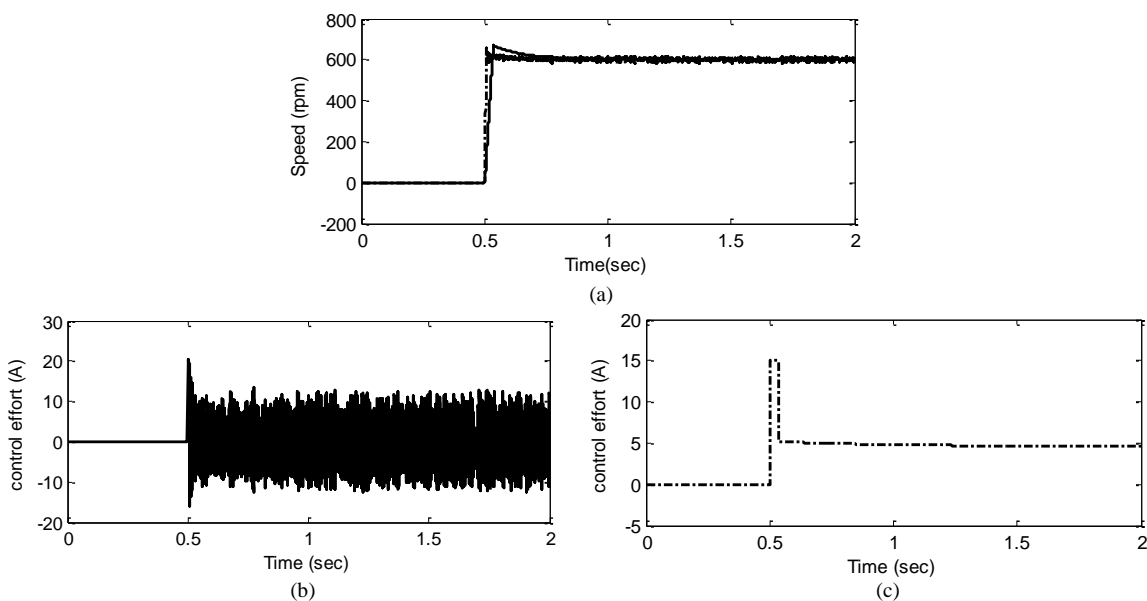 800
600
400
200
0
-200
Speed (rpm)
0 0.5 1 1.5 2
Time(sec)
(a)
30
20
10
0
-10
-20
control effort (A)
0 0.5 1 1.5 2
Time (sec)
(b)
20
15
10
5
0
-5
control effort (A)
0 0.5 1 1.5 2
Time (sec)
(c)